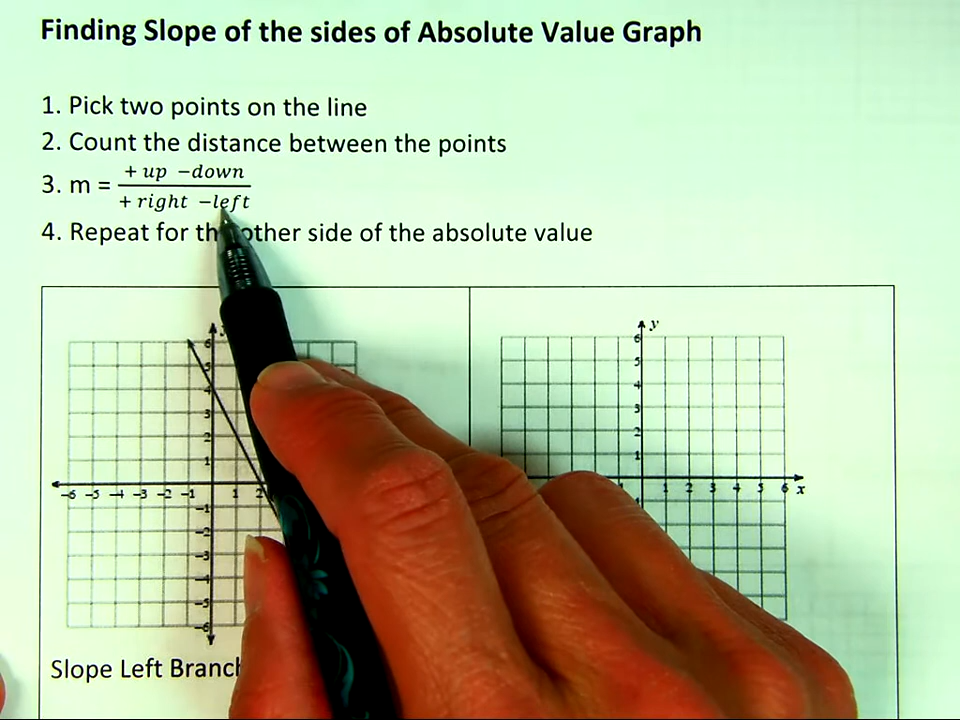 Finding Slope of the sides of Absolute Value Graph
1. Pick two points on the line
2. Count the distance between the points
+ up −down
3. m =
+ right −left
4. Repeat for other side of the absolute value
y
6
5
4
3
2
1
−6 −5 −4 −3 −2 −1 1 2
−1
−2
−3
−4
−5
−6
y
6
5
4
3
2
1
1 2 3 4 5 6 x
Slope Left Branch